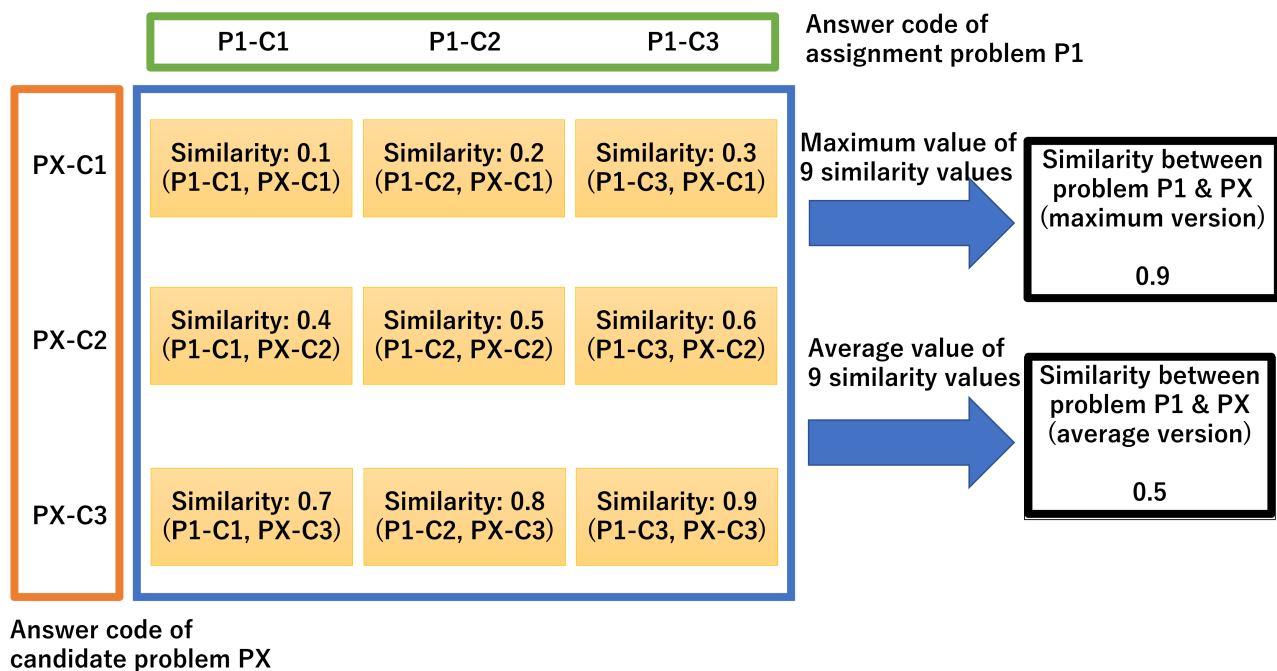 P1-C1 P1-C2 P1-C3
Answer code of
assignment problem P1
PX-C1
Similarity: 0.1
(P1-C1, PX-C1)
Similarity: 0.2
(P1-C2, PX-C1)
Similarity: 0.3
(P1-C3, PX-C1)
Maximum value of
9 similarity values
Similarity between
problem P1 & PX
(maximum version)
0.9
PX-C2
Similarity: 0.4
(P1-C1, PX-C2)
Similarity: 0.5
(P1-C2, PX-C2)
Similarity: 0.6
(P1-C3, PX-C2)
Average value of
9 similarity values
Similarity between
problem P1 & PX
(average version)
0.5
PX-C3
Similarity: 0.7
(P1-C1, PX-C3)
Similarity: 0.8
(P1-C2, PX-C3)
Similarity: 0.9
(P1-C3, PX-C3)
Answer code of
candidate problem PX